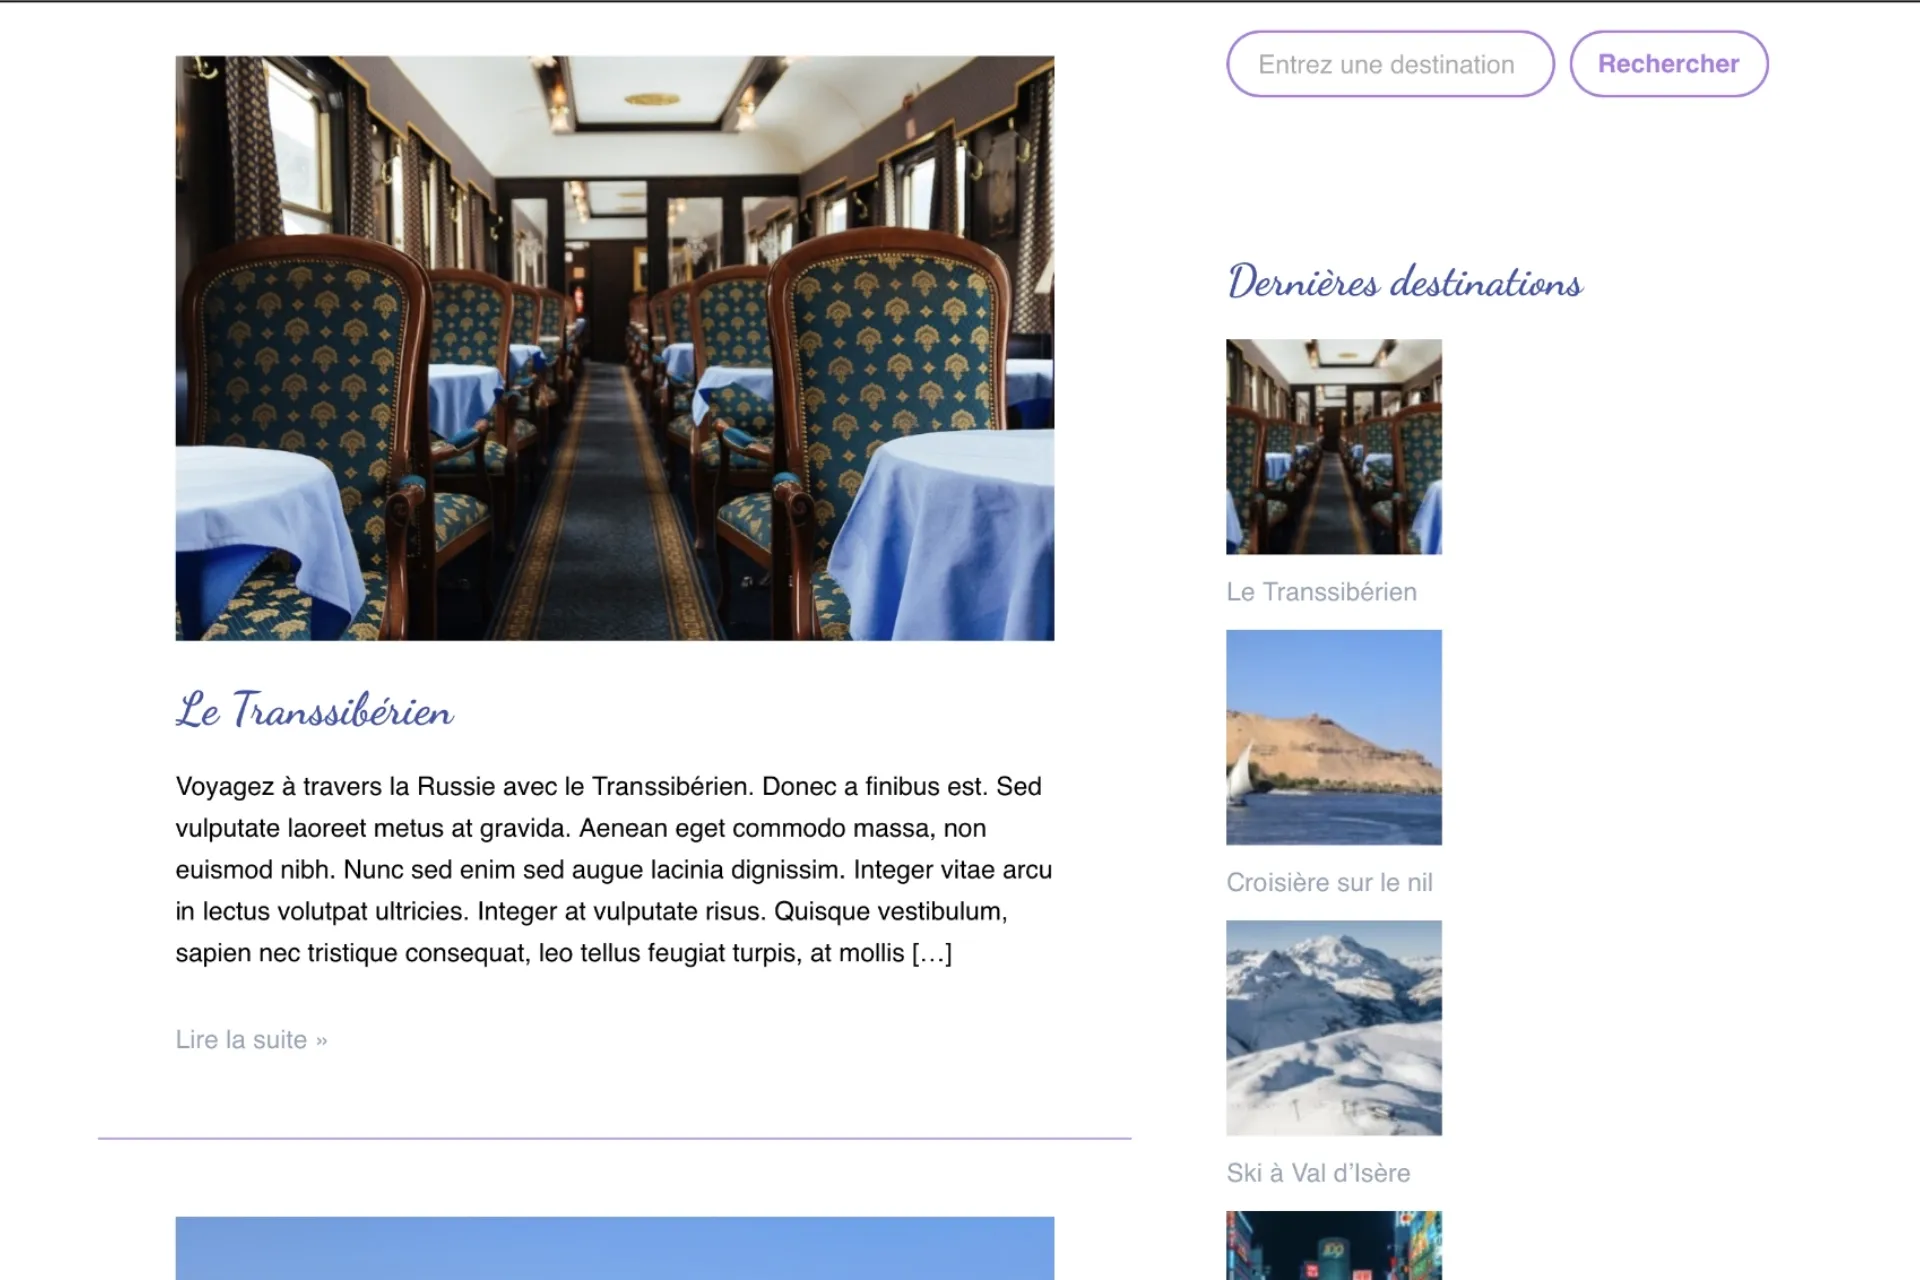 Entrez une destination
Rechercher
Le Transsibérien
Voyagez à travers la Russie avec le Transsibérien. Donec a finibus est. Sed
vulputate laoreet metus at gravida. Aenean eget commodo massa, non
euismod nibh. Nunc sed enim sed augue lacinia dignissim. Integer vitae arcu
in lectus volutpat ultricies. Integer at vulputate risus. Quisque vestibulum,
sapien nec tristique consequat, leo tellus feugiat turpis, at mollis […]
Lire la suite »
Dernières destinations
Le Transsibérien
Croisière sur le nil
Ski à Val d’Isère
109